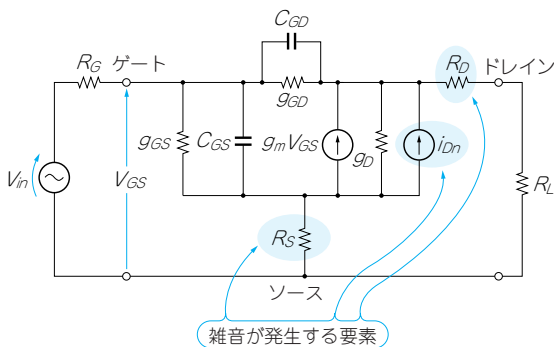 C_GD
R_G ゲート
R_D ドレイン
g_GD
g_GS C_GS g_mV_GS g_D i_Dn
V_in V_GS R_L
R_S
ソース
雑音が発生する要素